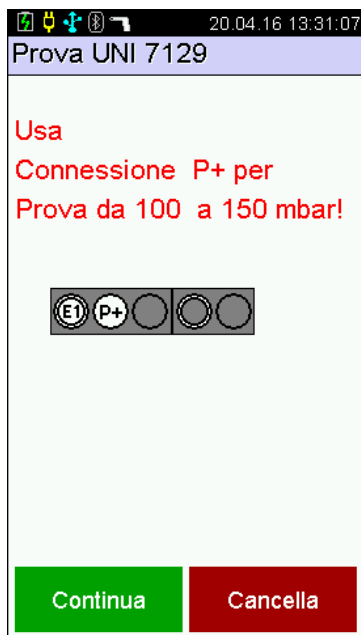 20.04.16 13:31:07
Prova UNI 7129
Usa
Connessione P+ per
Prova da 100 a 150 mbar!
E1 P+
Continua Cancella